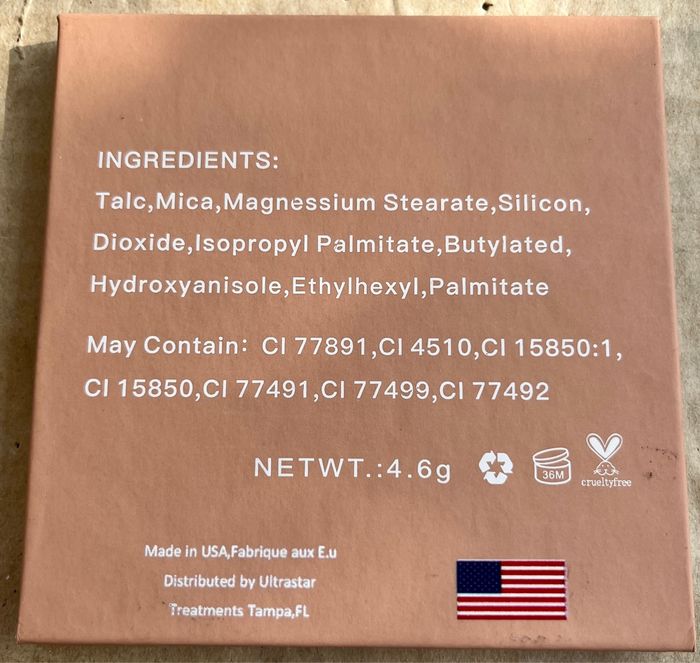 INGREDIENTS:
Talc,Mica,Magnessium Stearate,Silicon,
Dioxide,Isopropyl Palmitate,Butylated,
Hydroxyanisole,Ethylhexyl,Palmitate
May Contain: CI 77891,CI 4510,CI 15850:1,
CI 15850,CI 77491,CI 77499,CI 77492
NETWT.:4.6g
36M
crueltyfree
Made in USA,Fabrique aux E.u
Distributed by Ultrastar
Treatments Tampa,FL